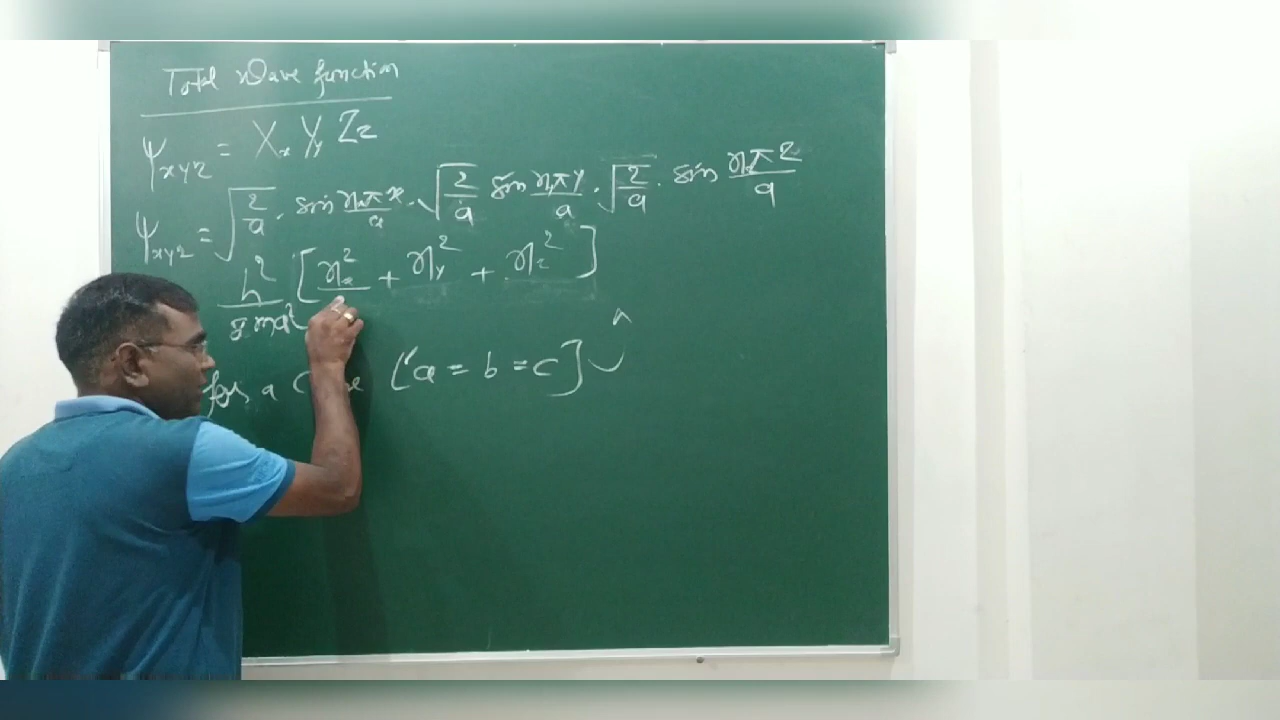 Total Wave function
ψxyz = Xx Yy Zz
ψxyz = √(2/a) . sin nxπx/a . √(2/a) sin nyπy/a . √(2/a) . sin nzπz/a
h²/8ma² [nx² + ny² + nz²]
for a [a = b = c]